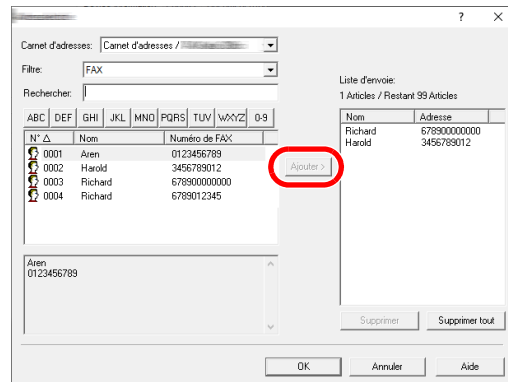 ? ×
Carnet d'adresses: Carnet d'adresses /
Filtre: FAX
Rechercher:
ABC DEF GHI JKL MNO PQRS TUV WXYZ 0-9
N° Δ Nom Numéro de FAX
0001 Aren 0123456789
0002 Harold 3456789012
0003 Richard 678900000000
0004 Richard 6789012345
Aren
0123456789
Ajouter >
Liste d'envoie:
1 Articles / Restant 99 Articles
Nom Adresse
Richard 678900000000
Harold 3456789012
Supprimer Supprimer tout
OK Annuler Aide